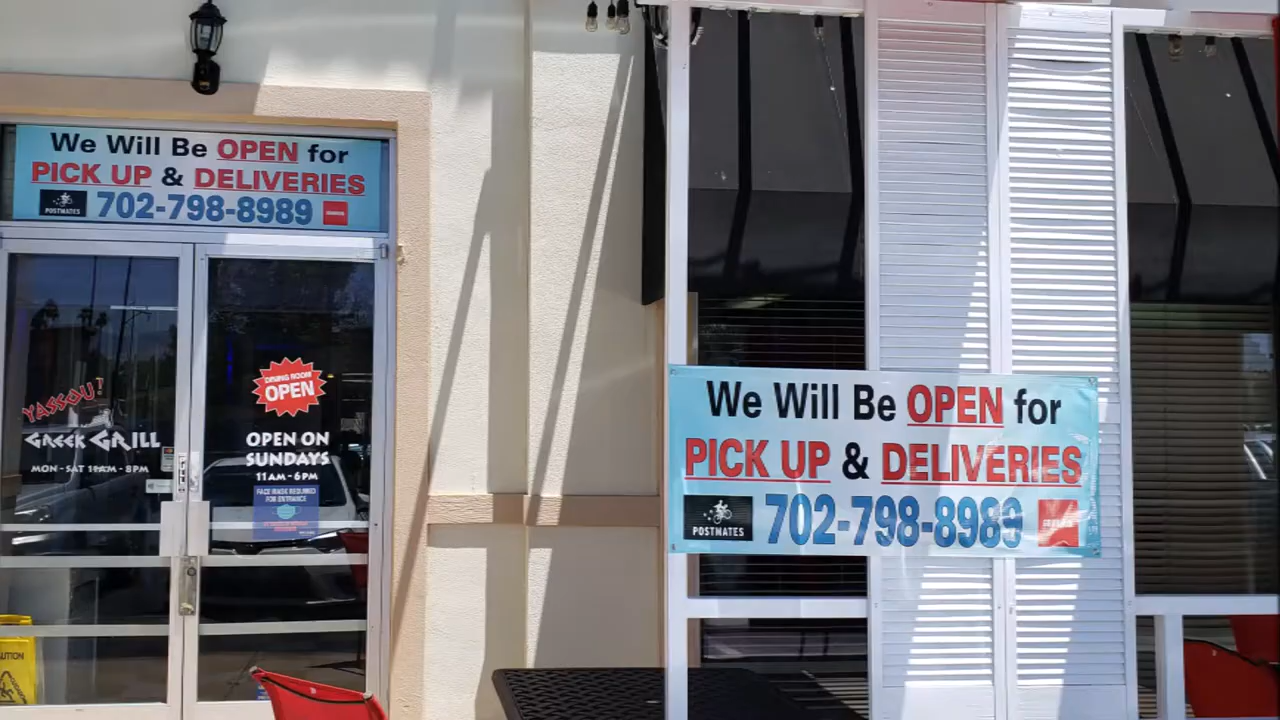 We Will Be OPEN for
PICK UP & DELIVERIES
POSTMATES 702-798-8989
YASSOU!
GREEK GRILL
MON - SAT 11AM - 8PM
DINING ROOM
OPEN
OPEN ON
SUNDAYS
11AM - 6PM
FACE MASK REQUIRED
FOR ENTRANCE
CAUTION
We Will Be OPEN for
PICK UP & DELIVERIES
POSTMATES 702-798-8989